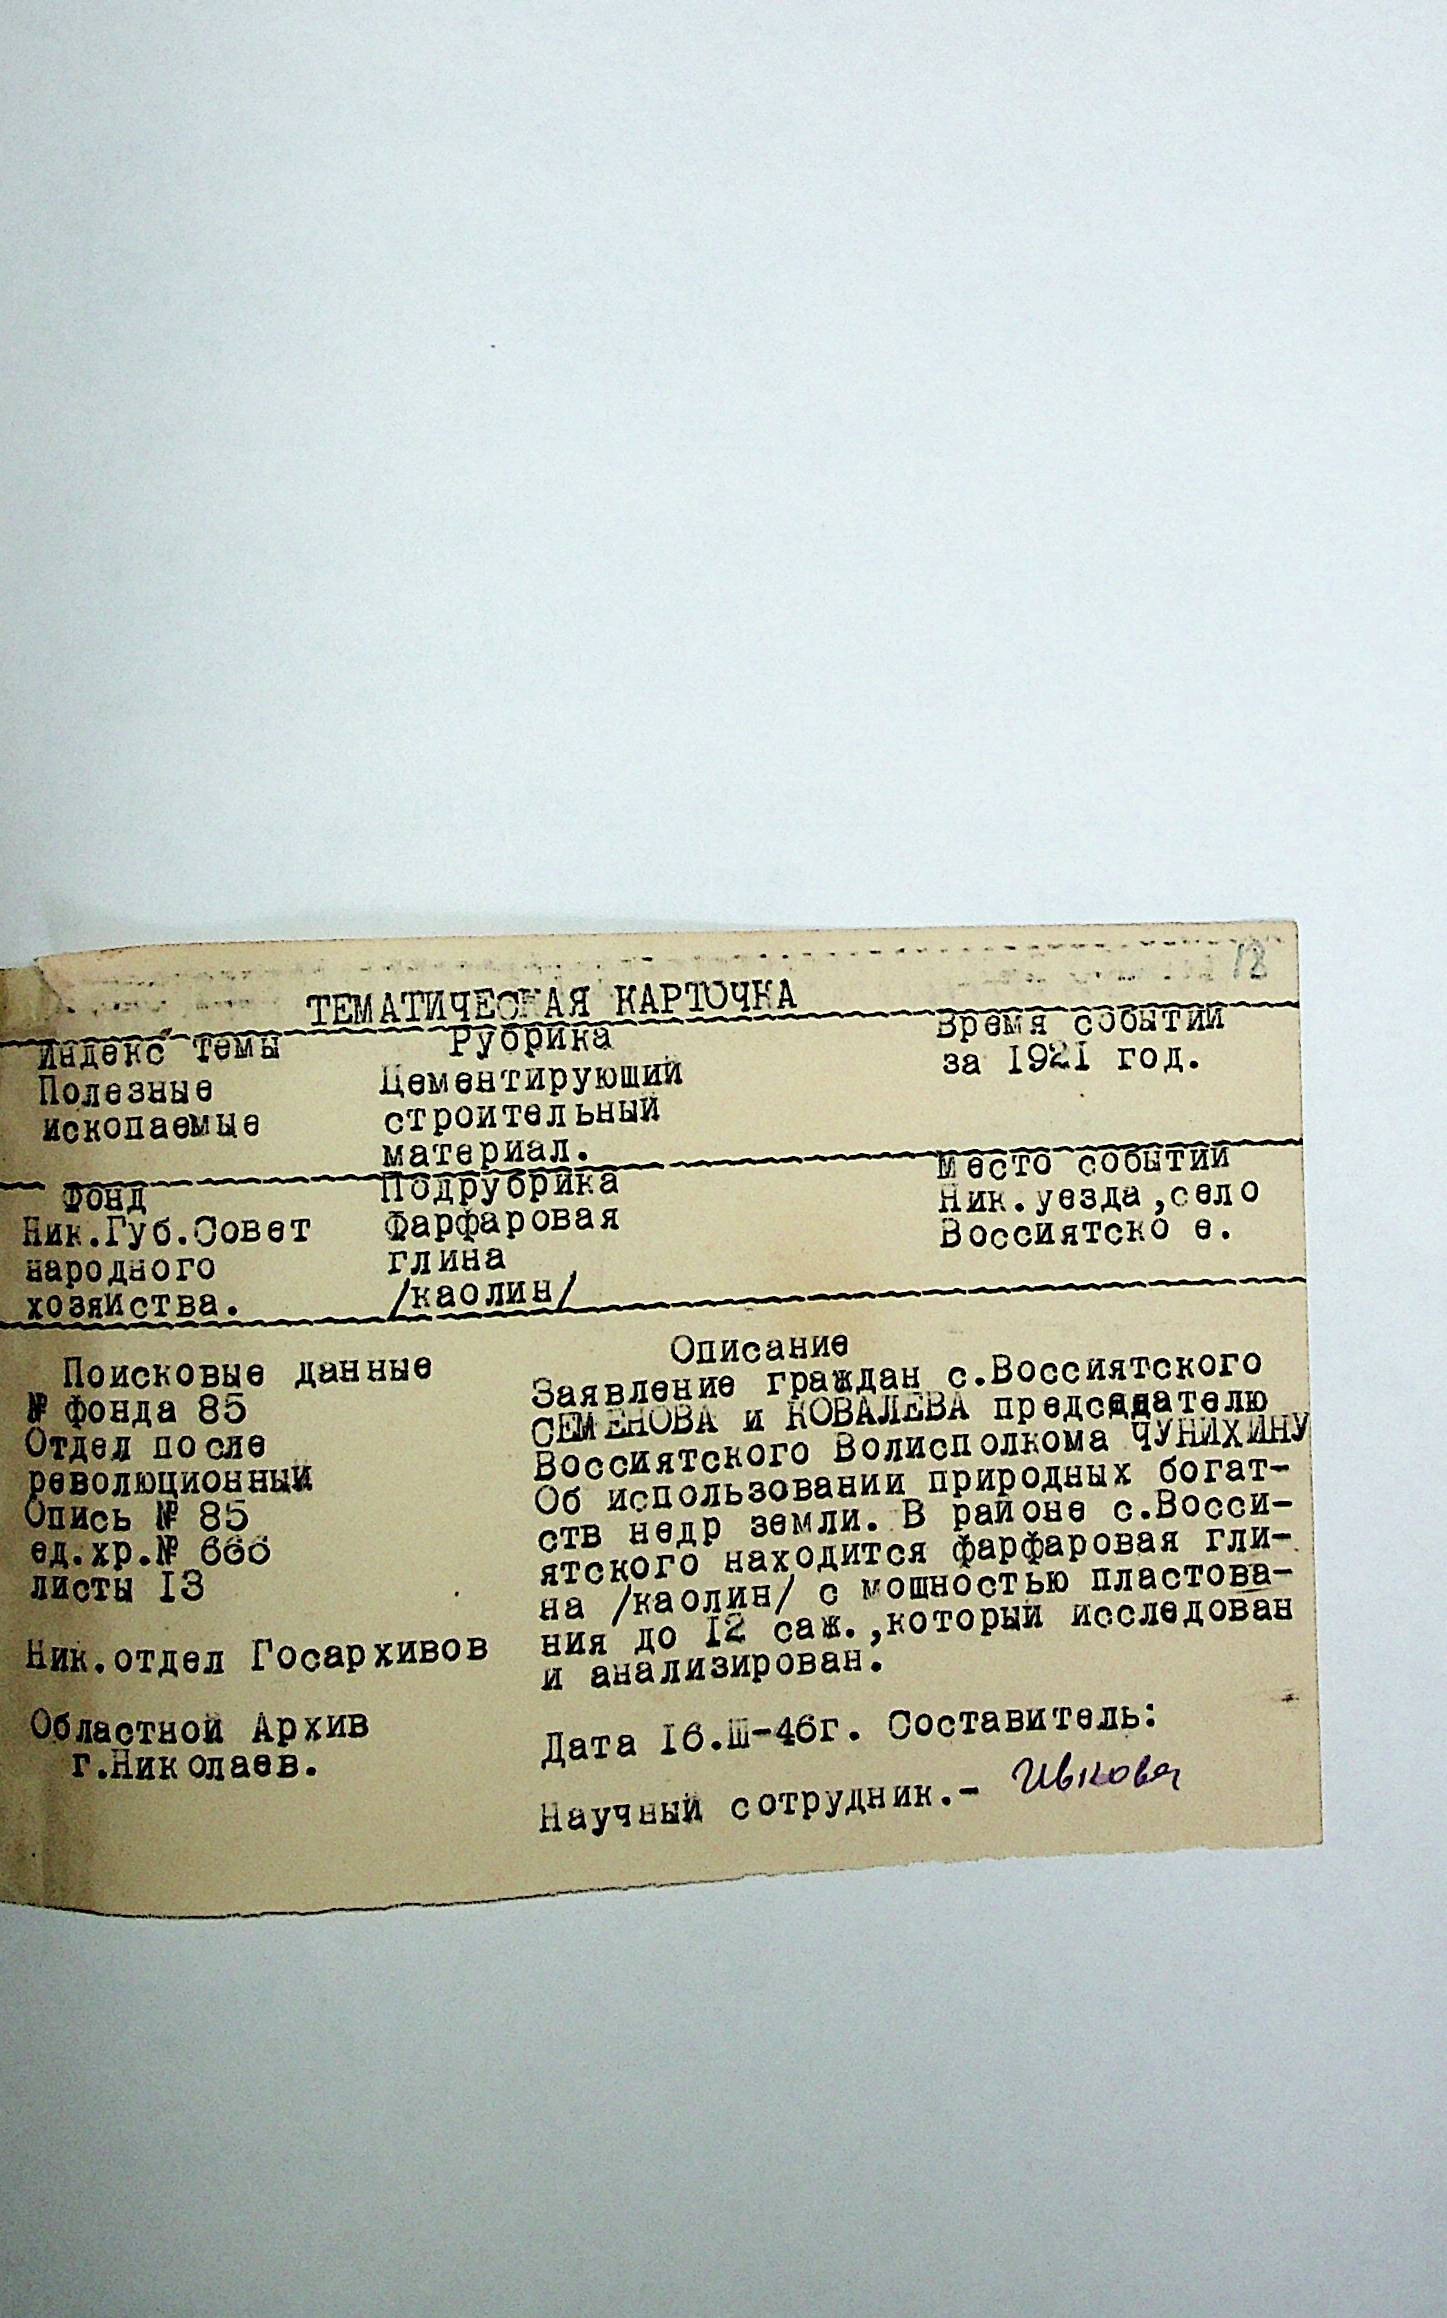 18
ТЕМАТИЧЕСКАЯ КАРТОЧКА
Индекс темы
Полезные
ископаемые
Рубрика
Цементирующий
строительный
материал.
Время событий
за 1921 год.
Фонд
Ник.Губ.Совет
народного
хозяйства.
Подрубрика
Фарфаровая
глина
/каолин/
Место событий
Ник.уезда,село
Воссиятское.
Поисковые данные
№ фонда 85
Отдел после
революционный
Опись № 85
ед.хр.№ 666
листы 13
Ник.отдел Госархивов
Областной Архив
г.Николаев.
Описание
Заявление граждан с.Воссиятского
СЕМЕНОВА и КОВАЛЕВА председателю
Воссиятского Волисполкома ЧУНИХИНУ
Об использовании природных богат-
ств недр земли. В районе с.Восси-
ятского находится фарфаровая гли-
на /каолин/ с мощностью пластова-
ния до 12 саж.,который исследован
и анализирован.
Дата 16.Ш-46г. Составитель:
Научный сотрудник.- Ивкова